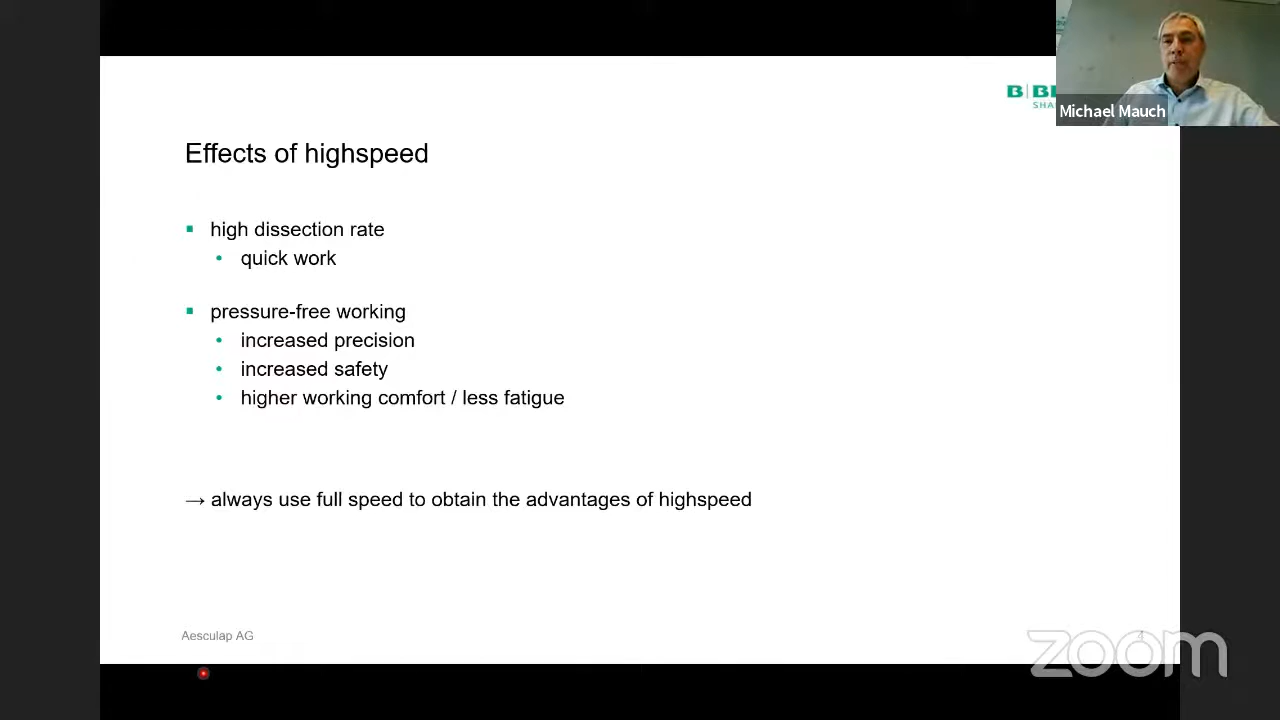 Michael Mauch
Effects of highspeed
high dissection rate
quick work
pressure-free working
increased precision
increased safety
higher working comfort / less fatigue
→ always use full speed to obtain the advantages of highspeed
Aesculap AG
4
zoom